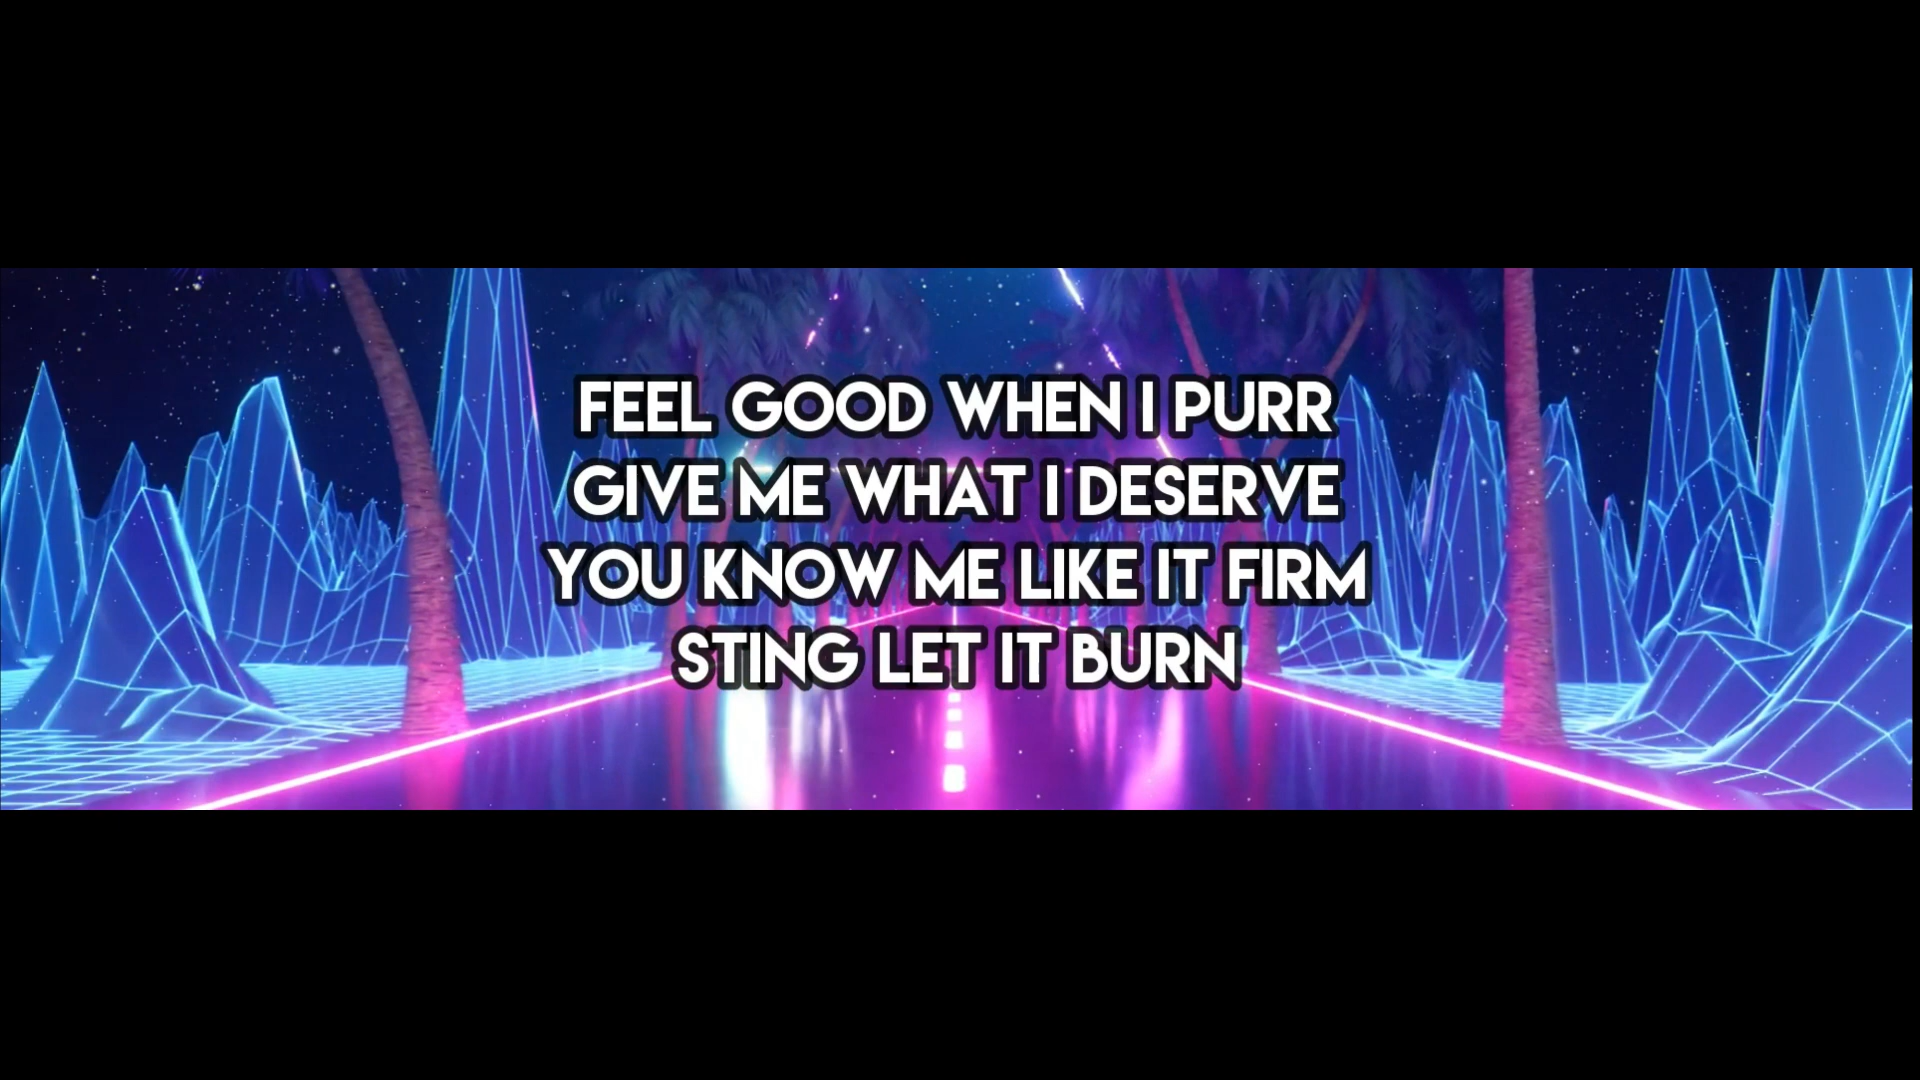 FEEL GOOD WHEN I PURR
GIVE ME WHAT I DESERVE
YOU KNOW ME LIKE IT FIRM
STING LET IT BURN